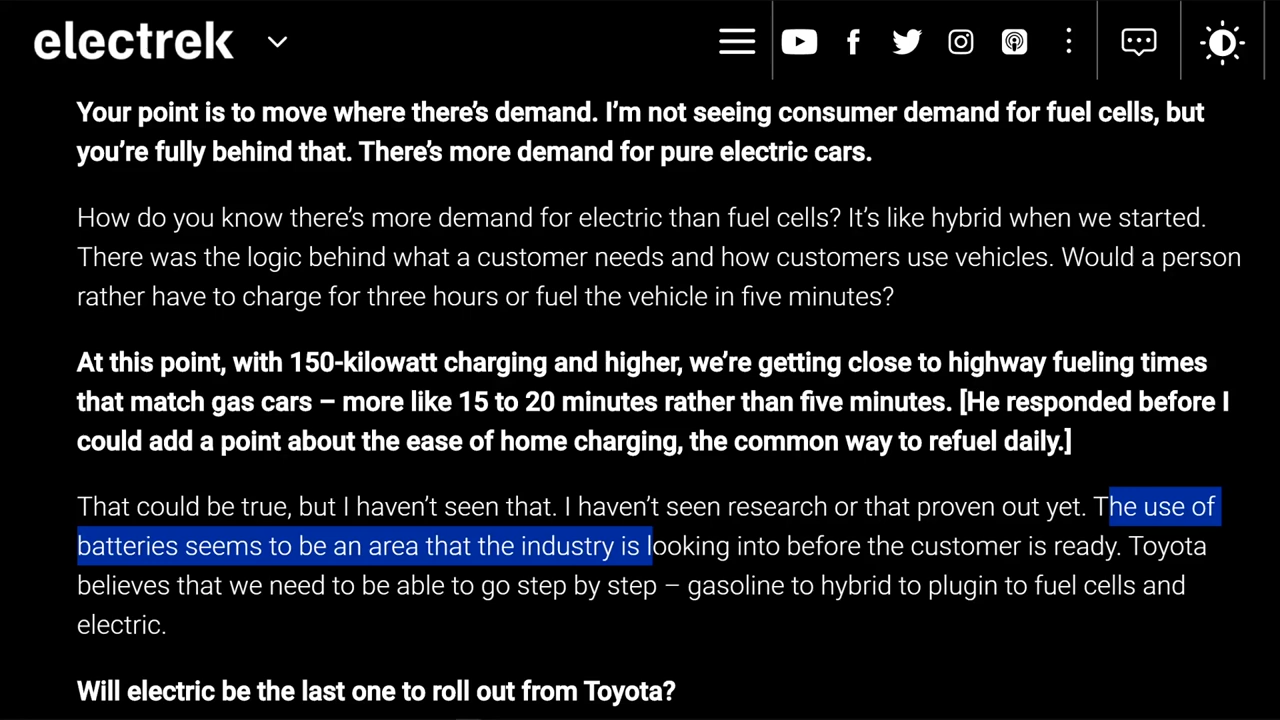 electrek
Your point is to move where there’s demand. I’m not seeing consumer demand for fuel cells, but
you’re fully behind that. There’s more demand for pure electric cars.
How do you know there’s more demand for electric than fuel cells? It’s like hybrid when we started.
There was the logic behind what a customer needs and how customers use vehicles. Would a person
rather have to charge for three hours or fuel the vehicle in five minutes?
At this point, with 150-kilowatt charging and higher, we’re getting close to highway fueling times
that match gas cars – more like 15 to 20 minutes rather than five minutes. [He responded before I
could add a point about the ease of home charging, the common way to refuel daily.]
That could be true, but I haven’t seen that. I haven’t seen research or that proven out yet. The use of
batteries seems to be an area that the industry is looking into before the customer is ready. Toyota
believes that we need to be able to go step by step – gasoline to hybrid to plugin to fuel cells and
electric.
Will electric be the last one to roll out from Toyota?